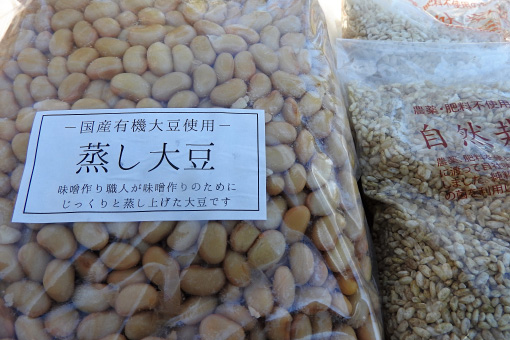 －国産有機大豆使用－
蒸し大豆
味噌作り職人が味噌作りのために
じっくりと蒸し上げた大豆です
農薬・肥料不使用
自然栽